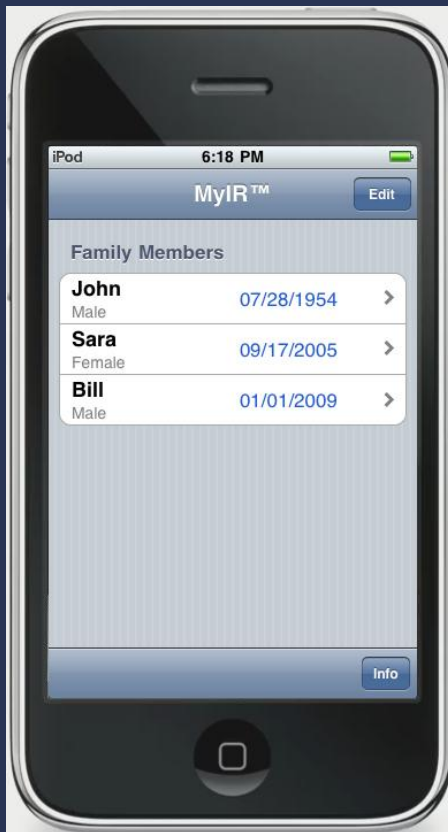 iPod 6:18 PM
MyIR™ Edit
Family Members
John 07/28/1954
Male
Sara 09/17/2005
Female
Bill 01/01/2009
Male
Info